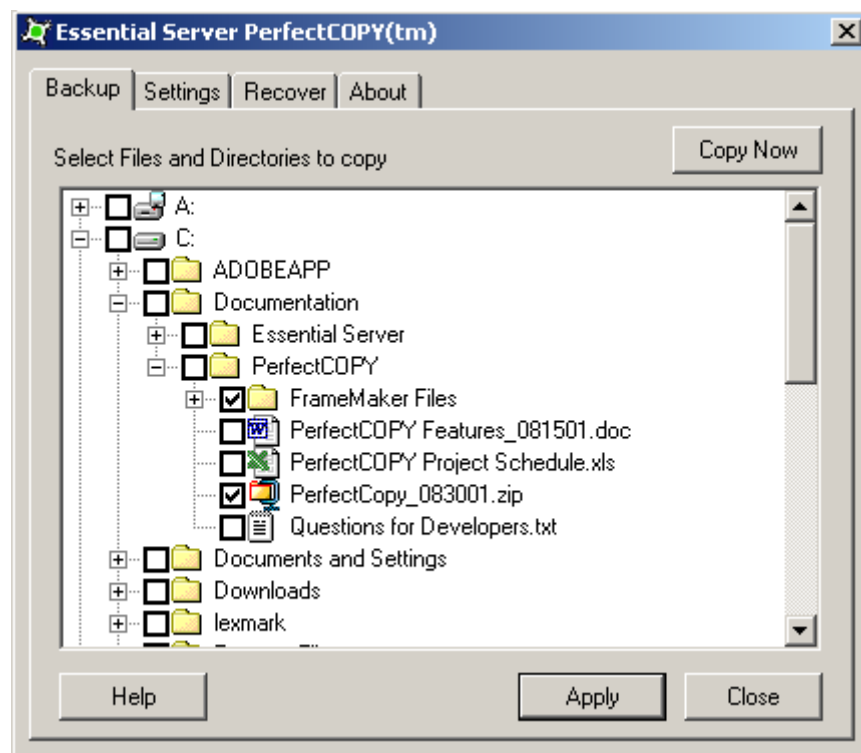 Essential Server PerfectCOPY(tm)
Backup Settings Recover About
Select Files and Directories to copy
Copy Now
A:
C:
ADOBEAPP
Documentation
Essential Server
PerfectCOPY
FrameMaker Files
PerfectCOPY Features_081501.doc
PerfectCOPY Project Schedule.xls
PerfectCopy_083001.zip
Questions for Developers.txt
Documents and Settings
Downloads
lexmark
Help Apply Close